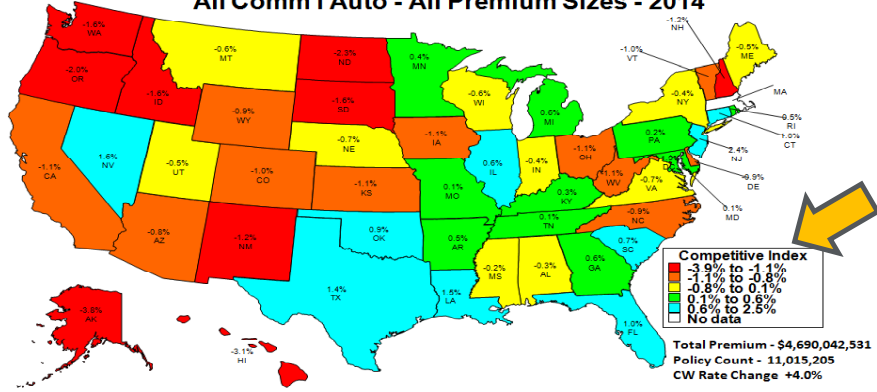 All Comm'l Auto - All Premium Sizes - 2014
-1.6%
WA
-2.0%
OR
-1.6%
ID
-0.6%
MT
-2.3%
ND
-1.6%
SD
0.4%
MN
-0.6%
WI
0.6%
MI
-0.9%
WY
-0.7%
NE
-1.1%
IA
-1.1%
CA
1.6%
NV
-0.5%
UT
-1.0%
CO
-1.1%
KS
0.1%
MO
0.6%
IL
-0.4%
IN
-1.1%
OH
-1.1%
WV
-0.7%
VA
0.3%
KY
0.1%
TN
-0.9%
NC
0.7%
SC
-0.8%
AZ
-1.2%
NM
0.9%
OK
0.5%
AR
1.4%
TX
1.5%
LA
-0.2%
MS
-0.3%
AL
0.6%
GA
1.0%
FL
-3.8%
AK
-3.1%
HI
-1.2%
NH
-1.0%
VT
-0.5%
ME
-0.4%
NY
MA
RI
1.0%
CT
0.2%
PA
2.4%
NJ
DE
0.1%
MD
Competitive Index
-3.9% to -1.1%
-1.1% to -0.8%
-0.8% to 0.1%
0.1% to 0.6%
0.6% to 2.5%
No data
Total Premium - $4,690,042,531
Policy Count - 11,015,205
CW Rate Change +4.0%